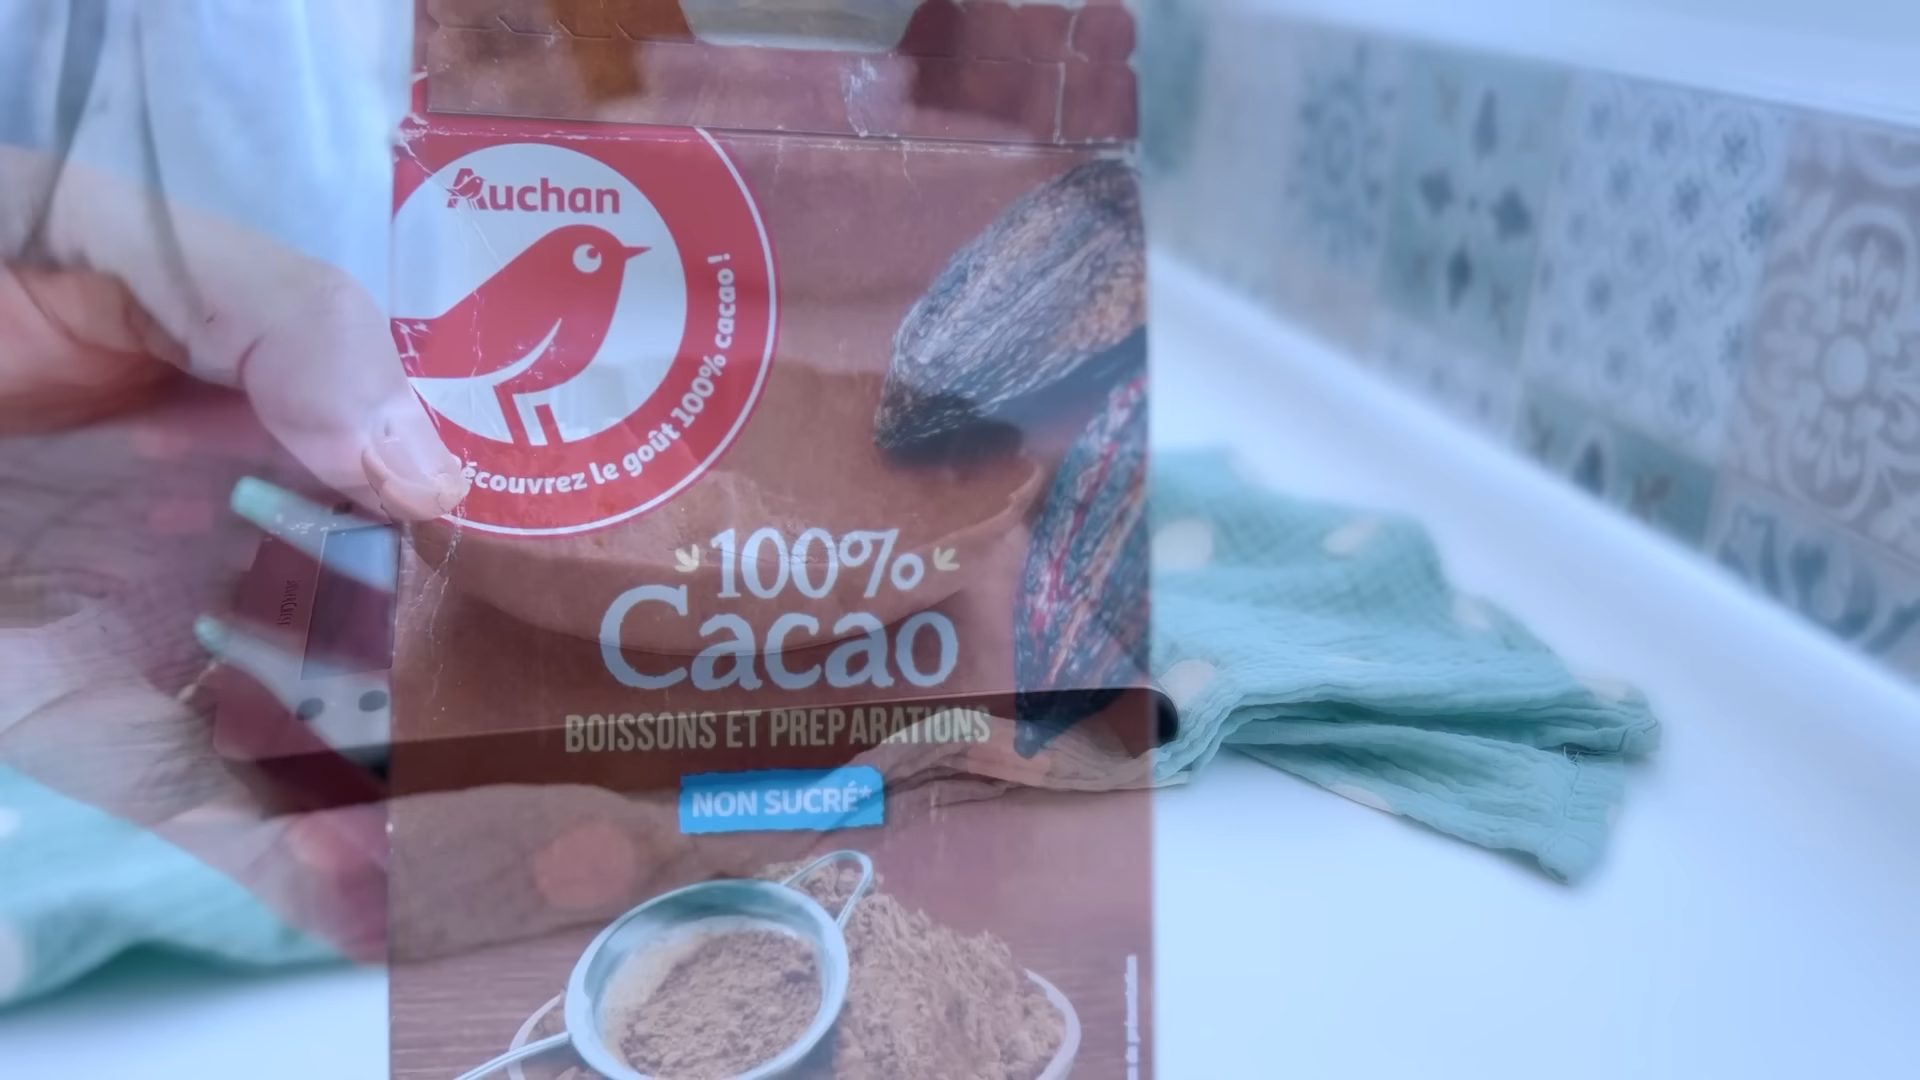 Auchan
écouvrez le goût 100% cacao !
100%
Cacao
BOISSONS ET PREPARATIONS
NON SUCRÉ*